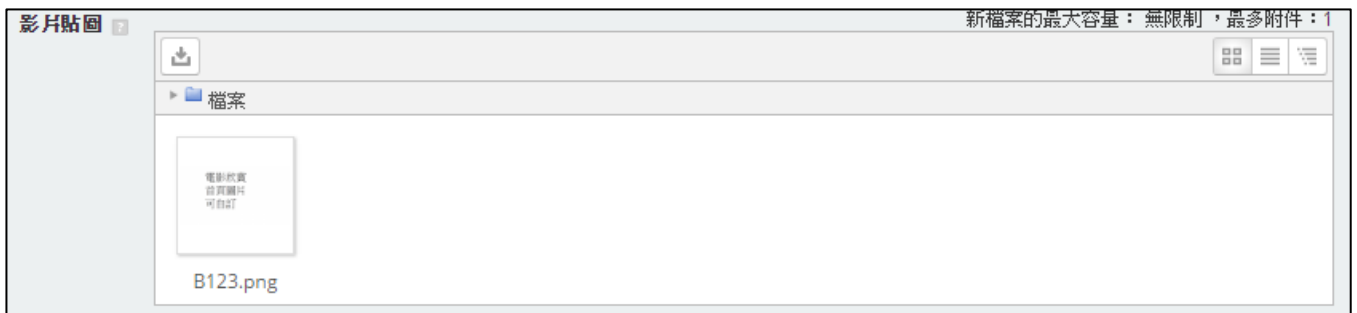 影片貼圖
新檔案的最大容量： 無限制 ，最多附件：1
檔案
電影欣賞
首頁圖片
可自訂
B123.png